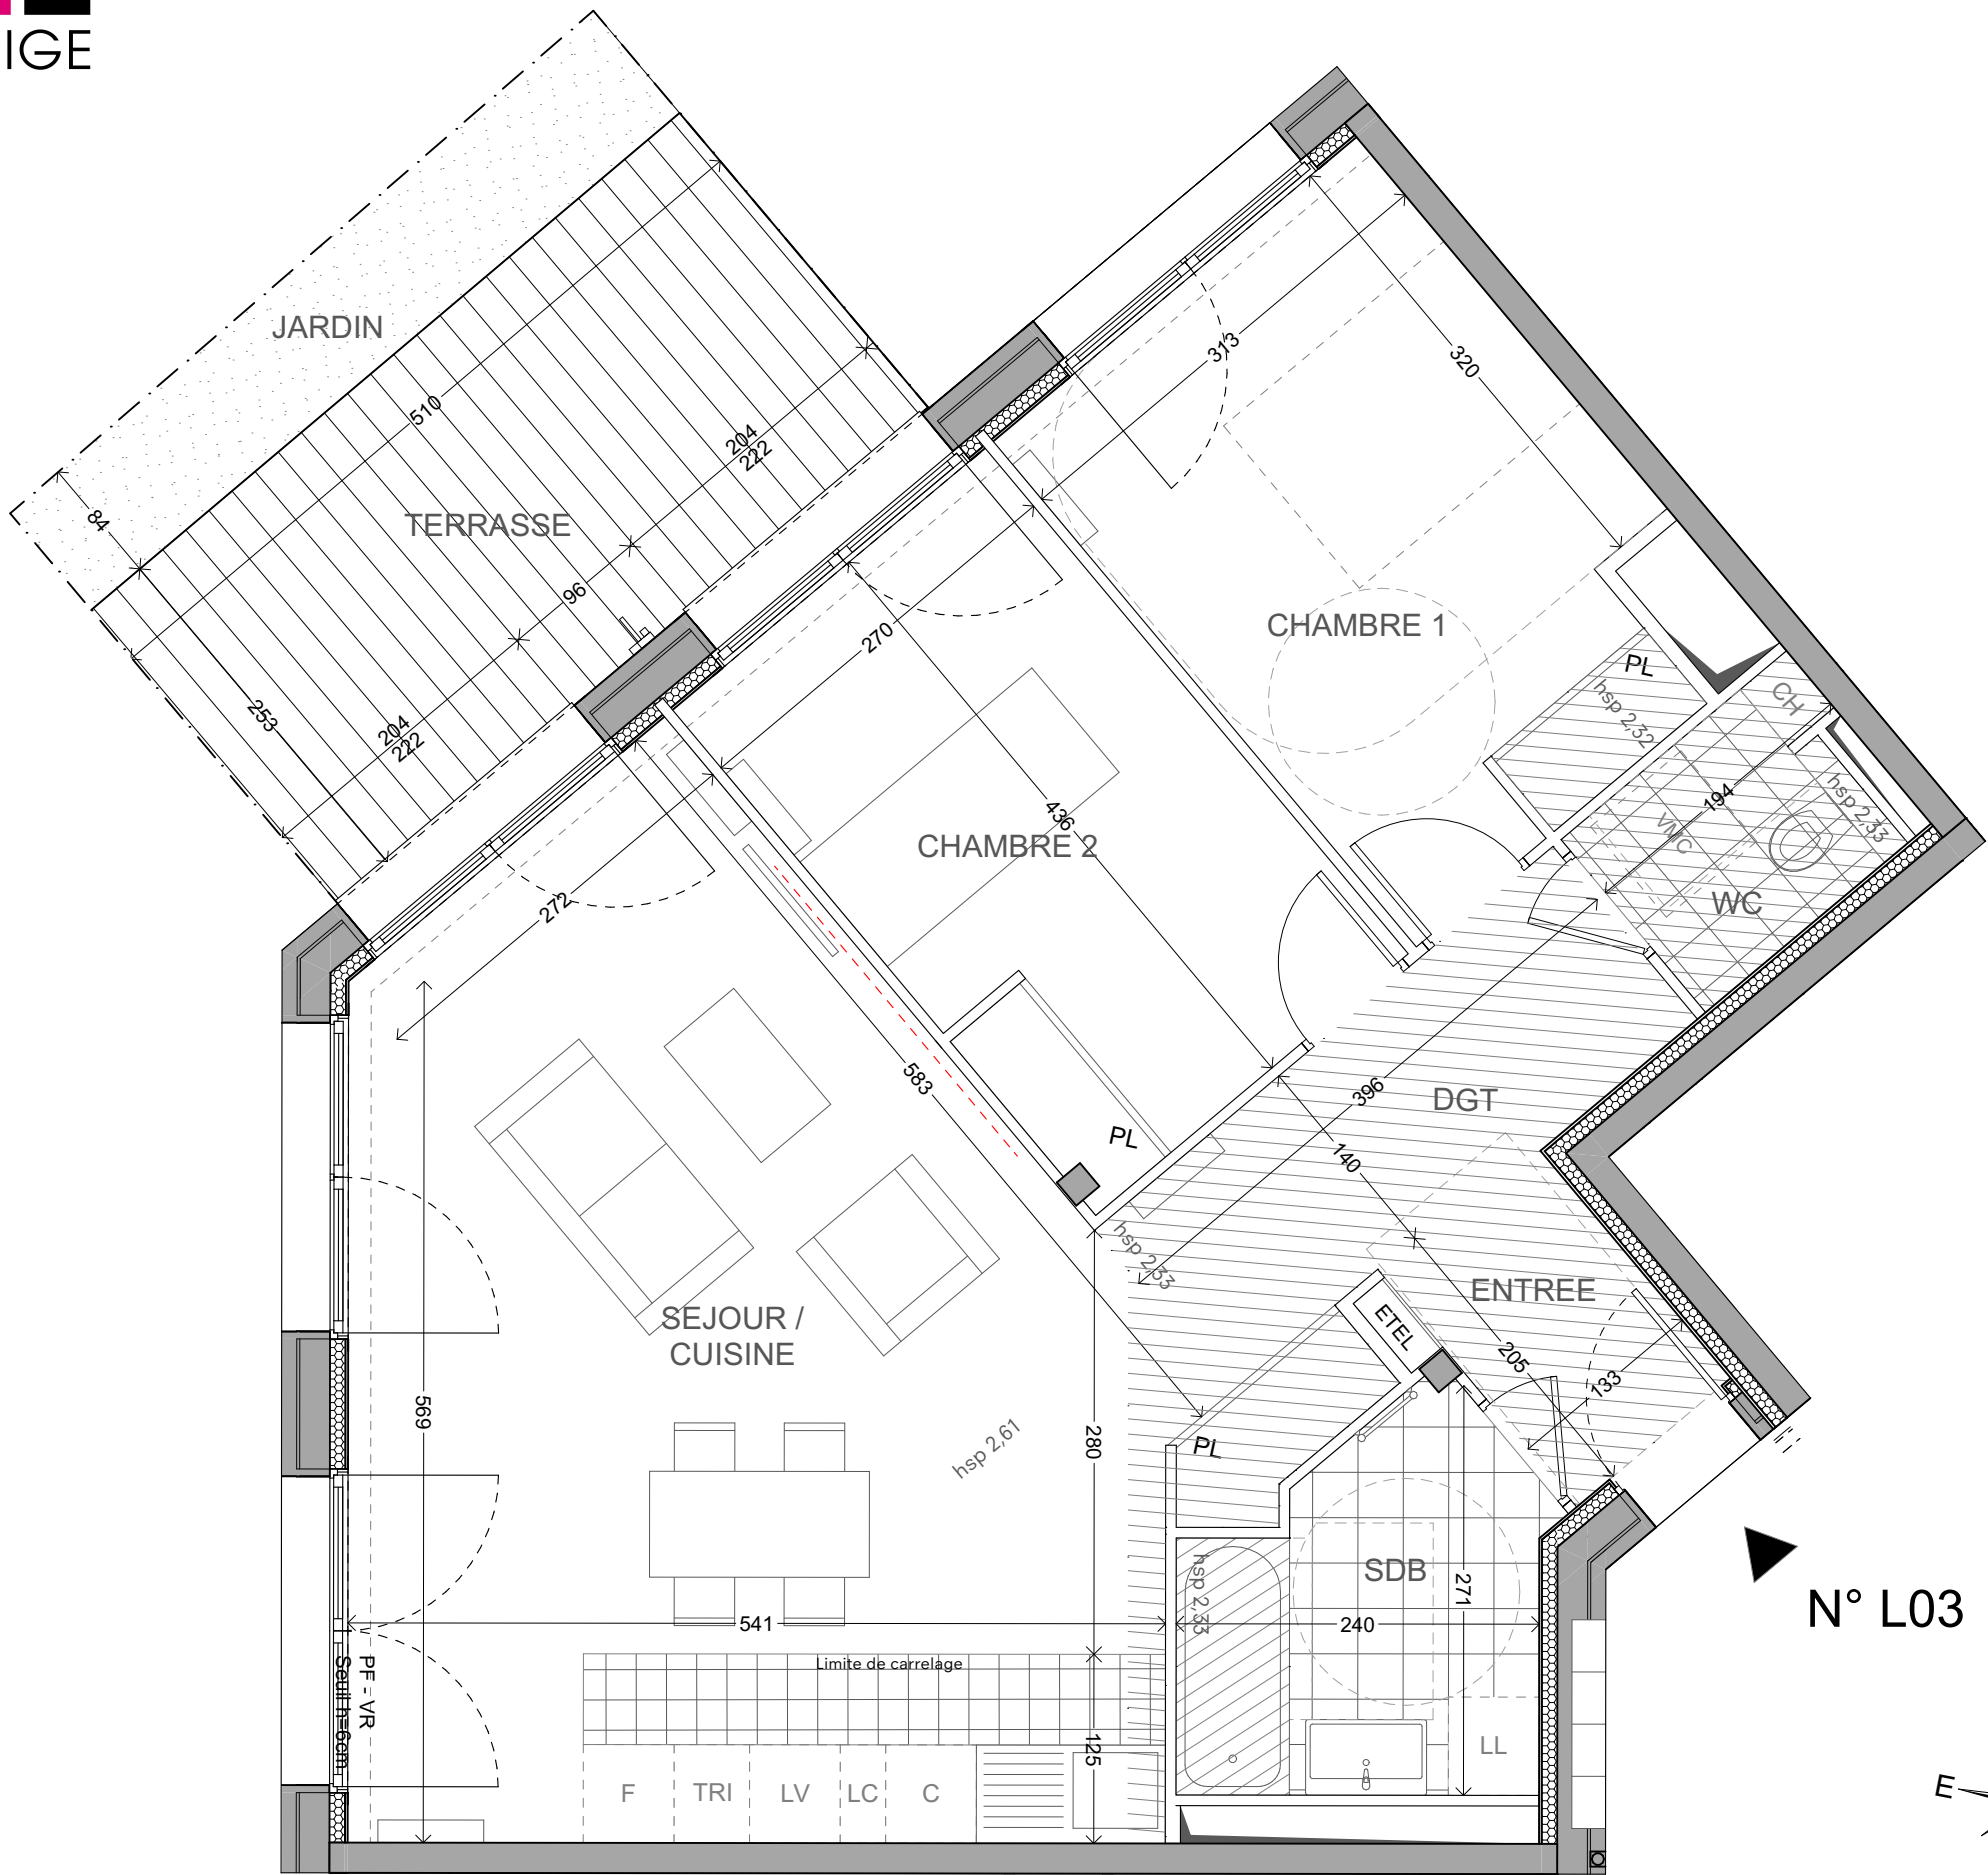 IGE
JARDIN
510
84
TERRASSE
204
222
96
253
204
222
313
320
CHAMBRE 1
270
PL
hsp 2,32
CH
194
VMC
hsp 2,33
WC
CHAMBRE 2
436
272
583
PL
396
DGT
140
hsp 2,33
ENTREE
ETEL
205
133
SEJOUR /
CUISINE
569
hsp 2,61
280
PL
SDB
271
hsp 2,33
541
240
N° L03
Limite de carrelage
PF - VR
Seuil h=6cm
125
F
TRI
LV
LC
C
LL
E